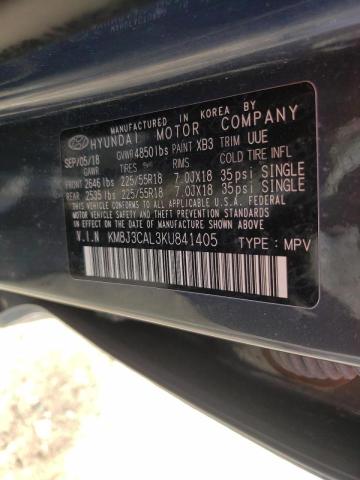 MANUFACTURED IN KOREA BY
HYUNDAI MOTOR COMPANY
SEP/05/18 GVWR 4850lbs PAINT XB3 TRIM UUE
GAWR TIRES RIMS COLD TIRE INFL
FRONT 2646 lbs 225/55R18 7.0JX18 35psi SINGLE
REAR 2535 lbs 225/55R18 7.0JX18 35psi SINGLE
THIS VEHICLE CONFORMS TO ALL APPLICABLE U.S.A. FEDERAL
MOTOR VEHICLE SAFETY, BUMPER, AND THEFT PREVENTION STANDARDS
IN EFFECT ON THE DATE OF MANUFACTURE SHOWN ABOVE.
V.I.N KM8J3CAL3KU841405 TYPE : MPV